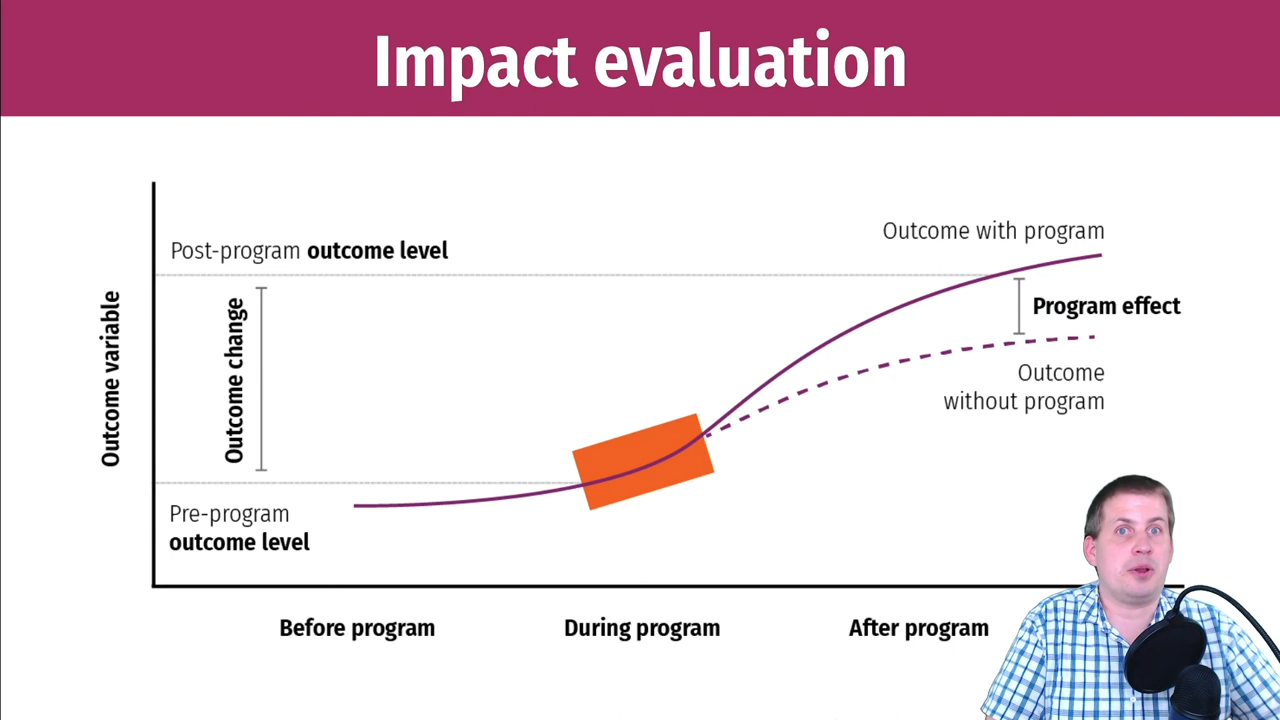 Impact evaluation
Outcome with program
Post-program outcome level
Program effect
Outcome variable
Outcome change
Outcome
without program
Pre-program
outcome level
Before program
During program
After program